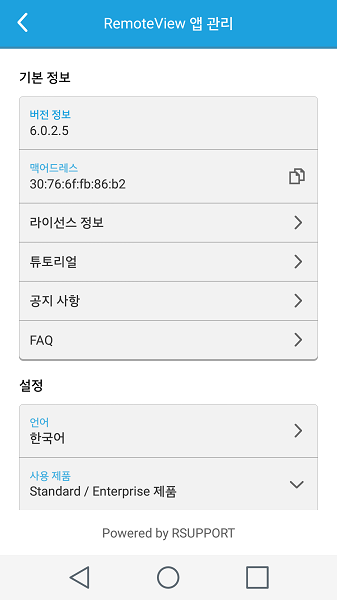 RemoteView 앱 관리
기본 정보
버전 정보
6.0.2.5
맥어드레스
30:76:6f:fb:86:b2
라이선스 정보
튜토리얼
공지 사항
FAQ
설정
언어
한국어
사용 제품
Standard / Enterprise 제품
Powered by RSUPPORT